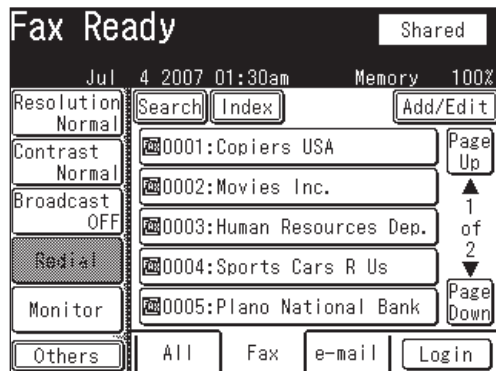 Fax Ready
Shared
Jul 4 2007 01:30am Memory 100%
Resolution
Normal
Search Index Add/Edit
Contrast
Normal
Broadcast
OFF
Redial
Monitor
Others
0001:Copiers USA
0002:Movies Inc.
0003:Human Resources Dep.
0004:Sports Cars R Us
0005:Plano National Bank
Page
Up
1
of
2
Page
Down
All Fax e-mail Login